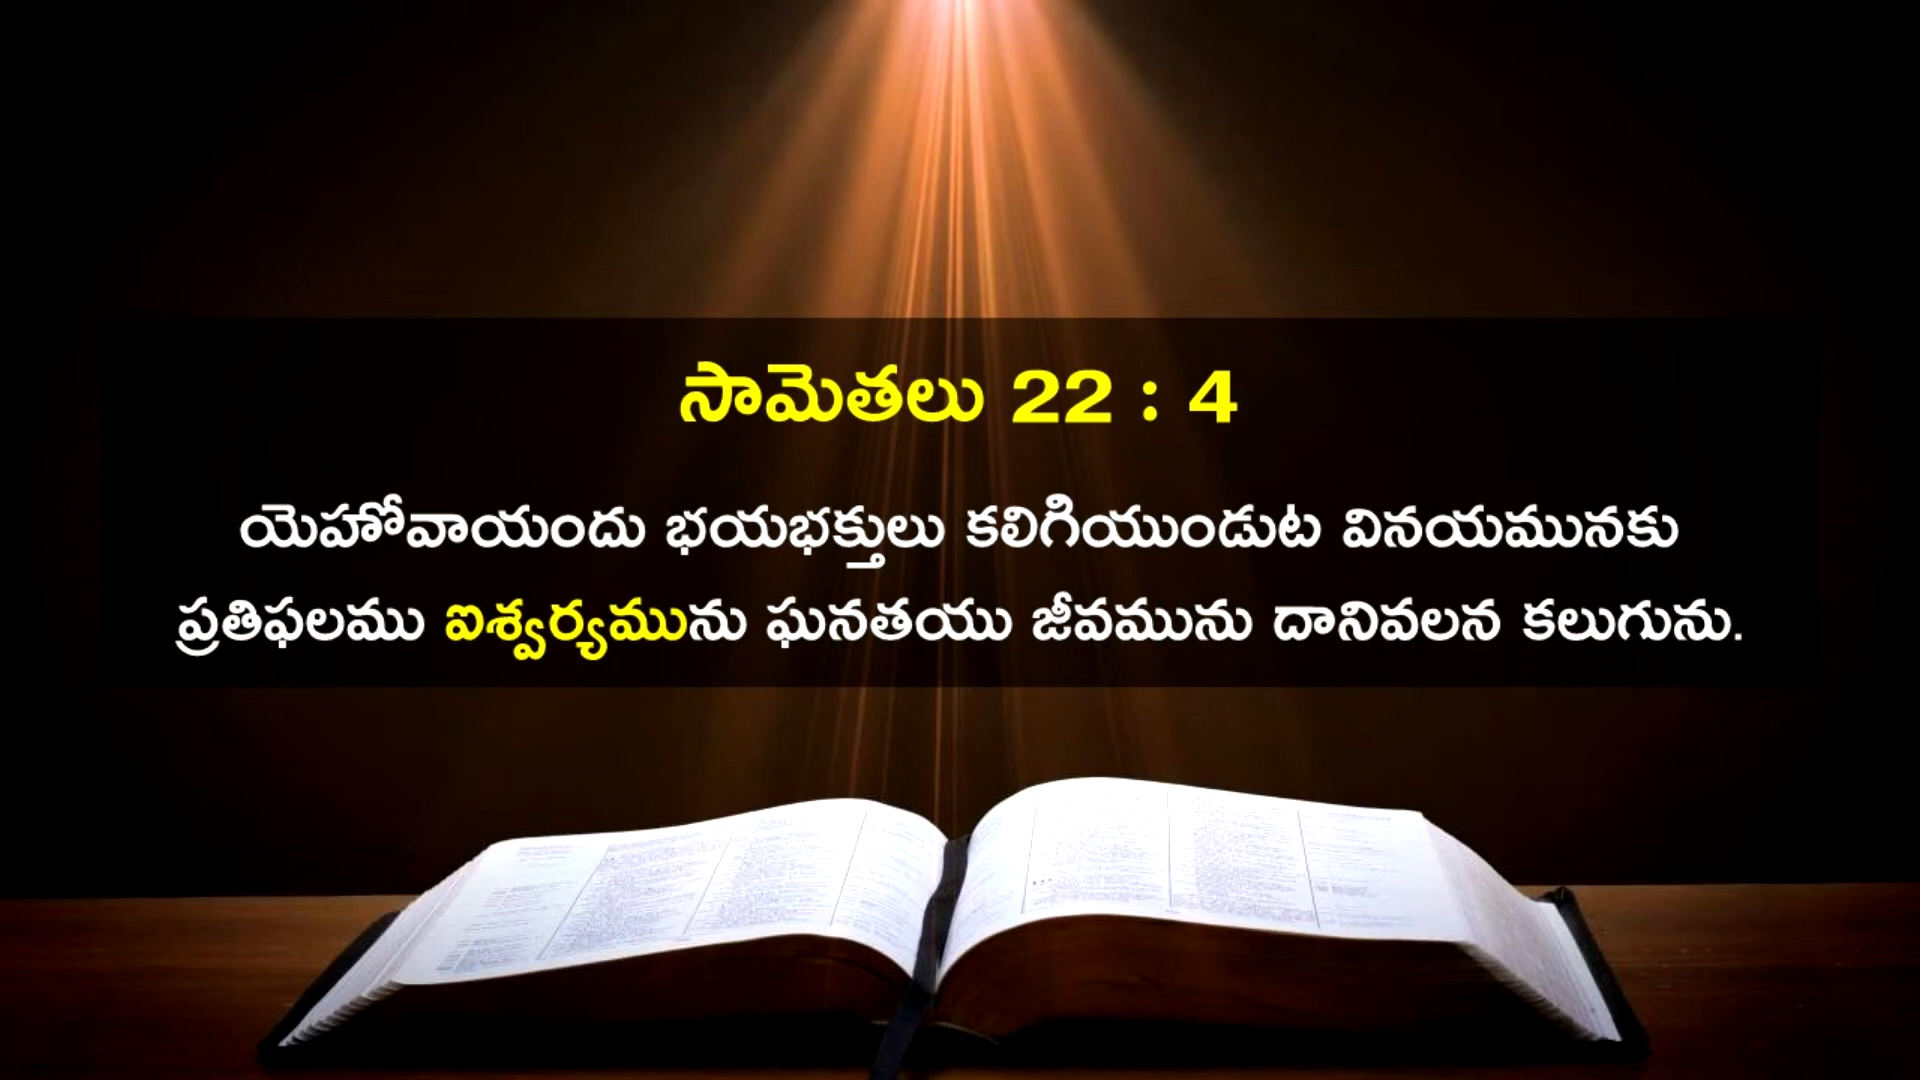 సామెతలు 22 : 4
యెహోవాయందు భయభక్తులు కలిగియుండుట వినయమునకు
ప్రతిఫలము ఐశ్వర్యమును ఘనతయు జీవమును దానివలన కలుగును.